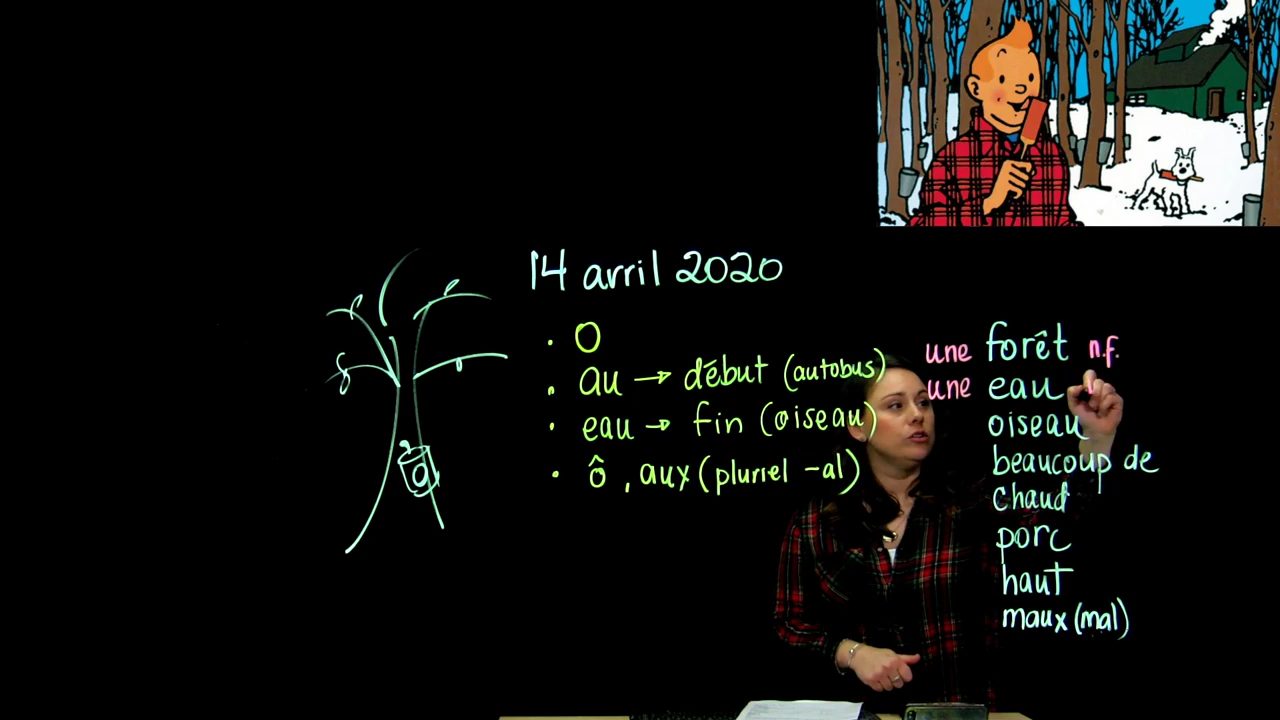 14 avril 2020
• O
• au → début (autobus)
• eau → fin (oiseau)
• ô, aux (pluriel -al)
une forêt n.f.
une eau
oiseau
beaucoup de
chaud
porc
haut
maux (mal)